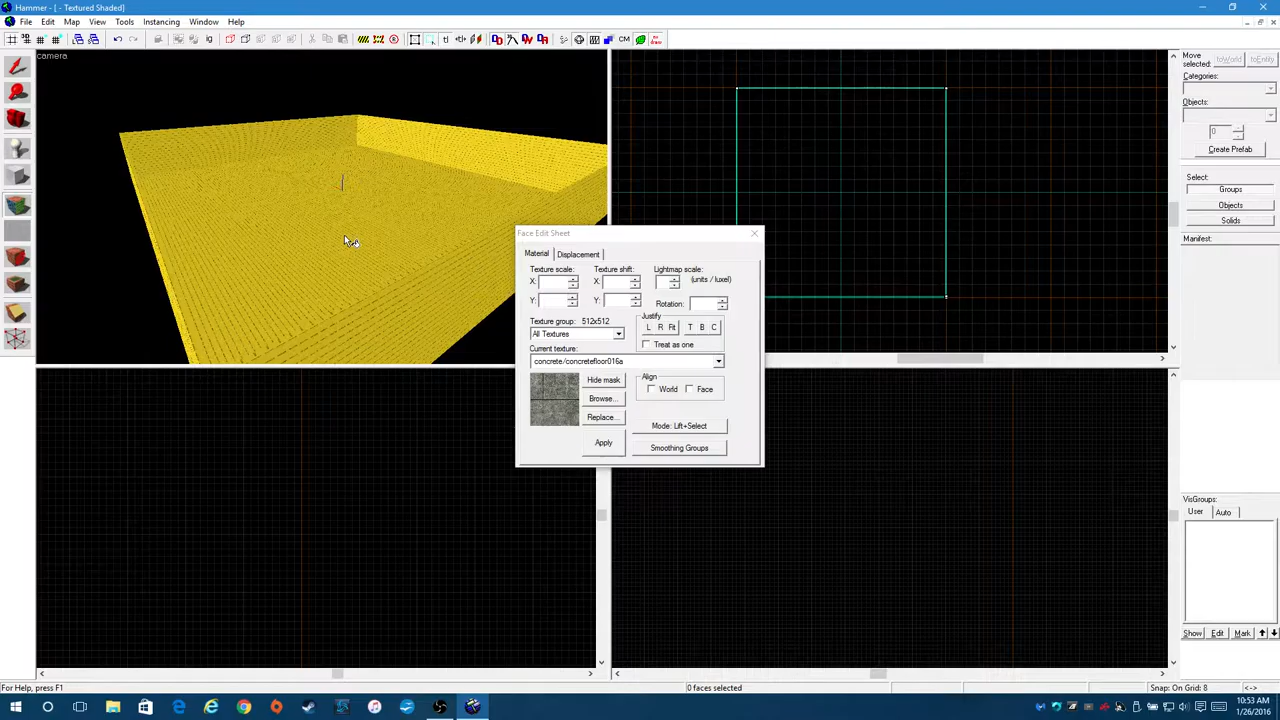 Hammer - [ - Textured Shaded]
File Edit Map View Tools Instancing Window Help
camera
Move selected: toWorld toEntity
Categories:
Objects:
0
Create Prefab
Select:
Groups
Objects
Solids
Manifest:
Face Edit Sheet
Material Displacement
Texture scale: Texture shift: Lightmap scale:
X: X: (units / luxel)
Y: Y: Rotation:
Texture group: 512x512 Justify
All Textures L R Fit T B C
Current texture: Treat as one
concrete/concretefloor016a
Hide mask Align
World Face
Browse...
Replace...
Mode: Lift+Select
Apply
Smoothing Groups
VisGroups:
User Auto
Show Edit Mark
For Help, press F1
0 faces selected
Snap: On Grid: 8 <->
10:53 AM
1/26/2016